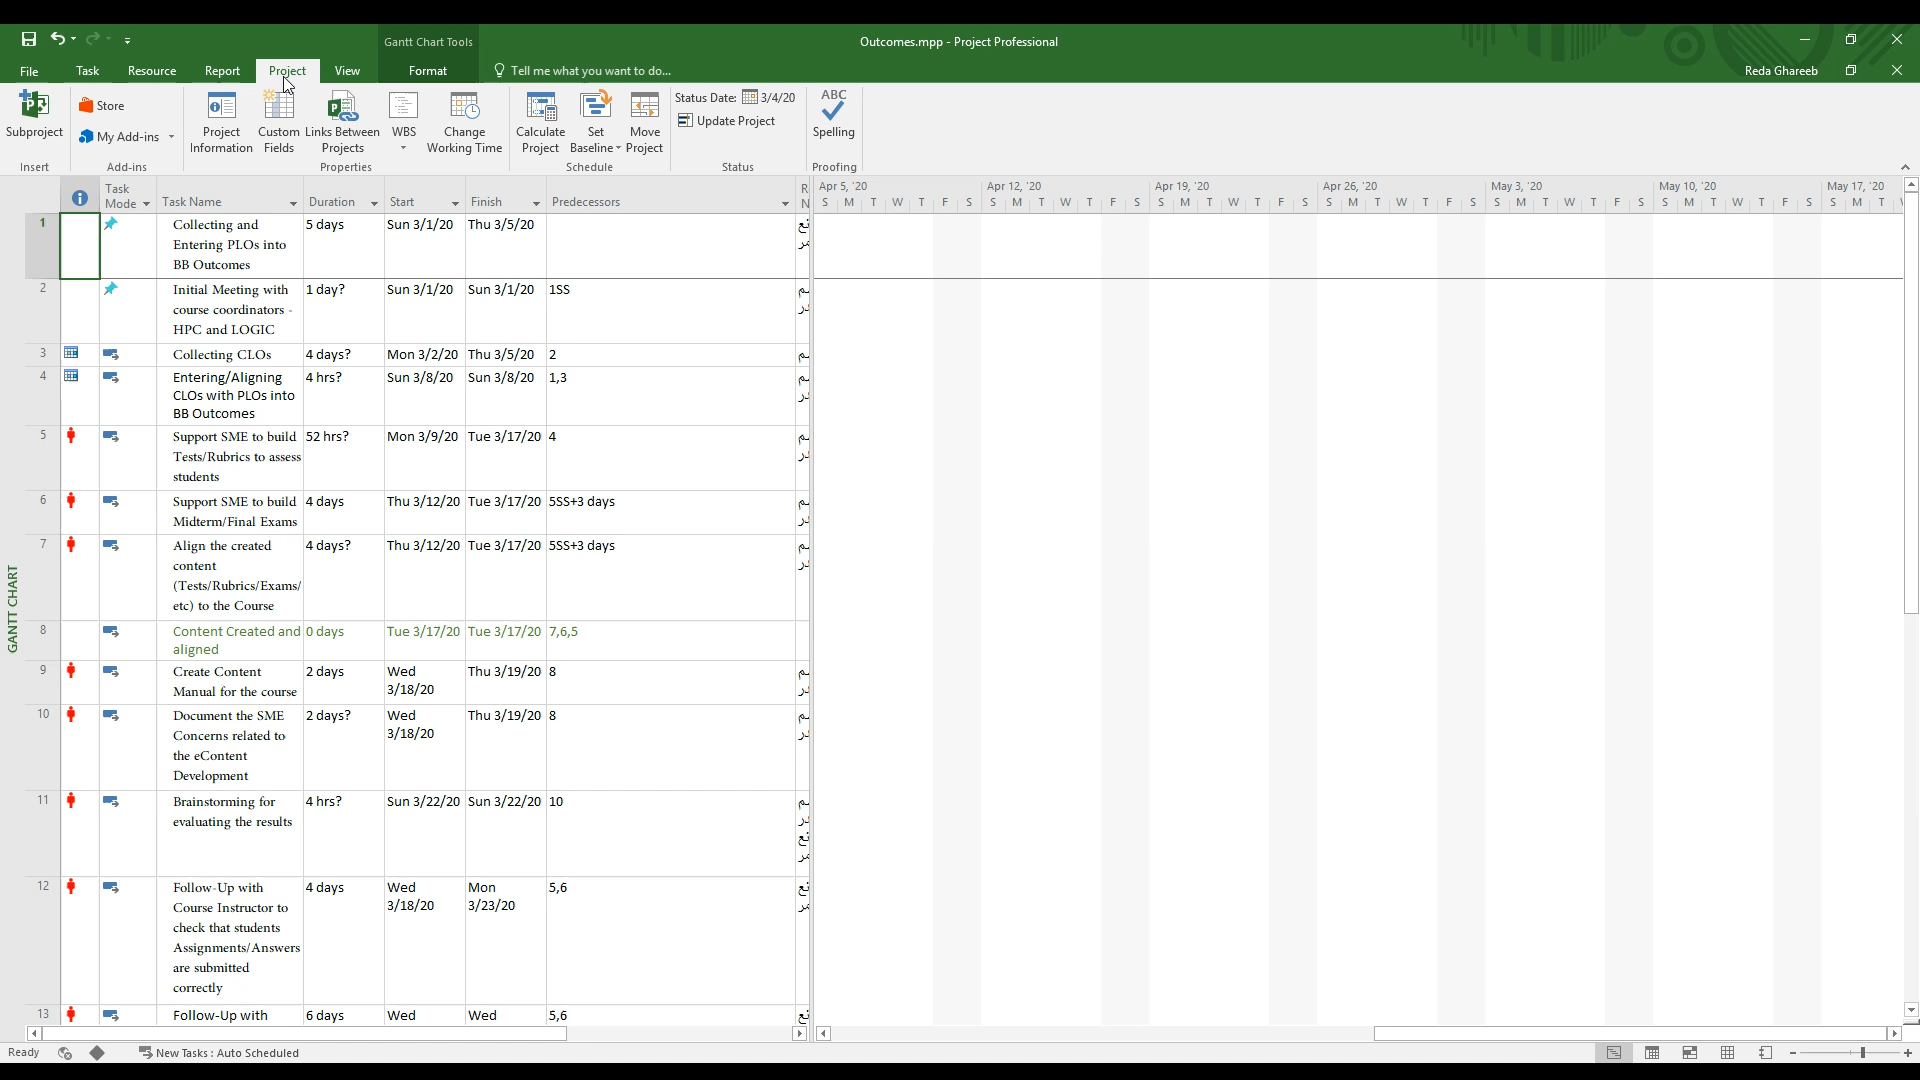 Gantt Chart Tools
Outcomes.mpp - Project Professional
File Task Resource Report Project View Format Tell me what you want to do...
Reda Ghareeb
Subproject
Store
My Add-ins
Project Information
Custom Fields
Links Between Projects
WBS
Change Working Time
Calculate Project
Set Baseline
Move Project
Status Date: 3/4/20
Update Project
ABC
Spelling
Insert Add-ins Properties Schedule Status Proofing
Task Mode Task Name Duration Start Finish Predecessors
Apr 5, '20 Apr 12, '20 Apr 19, '20 Apr 26, '20 May 3, '20 May 10, '20 May 17, '20
S M T W T F S S M T W T F S S M T W T F S S M T W T F S S M T W T F S S M T W T F S S M T
GANTT CHART
1 Collecting and 5 days Sun 3/1/20 Thu 3/5/20
Entering PLOs into
BB Outcomes
2 Initial Meeting with 1 day? Sun 3/1/20 Sun 3/1/20 1SS
course coordinators -
HPC and LOGIC
3 Collecting CLOs 4 days? Mon 3/2/20 Thu 3/5/20 2
4 Entering/Aligning 4 hrs? Sun 3/8/20 Sun 3/8/20 1,3
CLOs with PLOs into
BB Outcomes
5 Support SME to build 52 hrs? Mon 3/9/20 Tue 3/17/20 4
Tests/Rubrics to assess
students
6 Support SME to build 4 days Thu 3/12/20 Tue 3/17/20 5SS+3 days
Midterm/Final Exams
7 Align the created 4 days? Thu 3/12/20 Tue 3/17/20 5SS+3 days
content
(Tests/Rubrics/Exams/
etc) to the Course
8 Content Created and 0 days Tue 3/17/20 Tue 3/17/20 7,6,5
aligned
9 Create Content 2 days Wed Thu 3/19/20 8
Manual for the course 3/18/20
10 Document the SME 2 days? Wed Thu 3/19/20 8
Concerns related to 3/18/20
the eContent
Development
11 Brainstorming for 4 hrs? Sun 3/22/20 Sun 3/22/20 10
evaluating the results
12 Follow-Up with 4 days Wed Mon 5,6
Course Instructor to 3/18/20 3/23/20
check that students
Assignments/Answers
are submitted
correctly
13 Follow-Up with 6 days Wed Wed 5,6
Ready New Tasks : Auto Scheduled